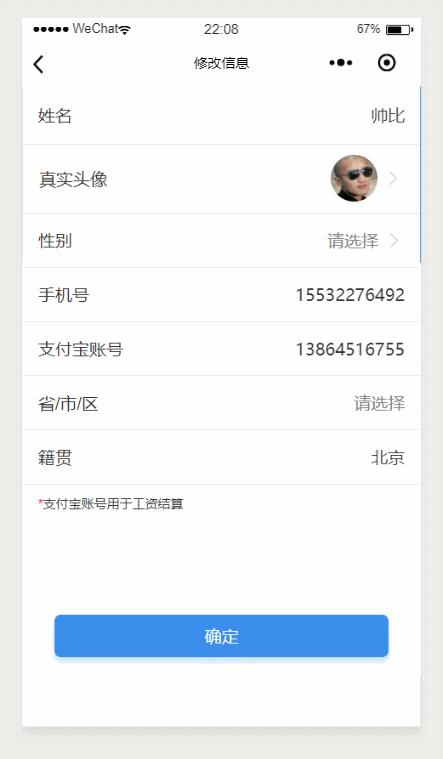 ●●●●● WeChat 22:08 67%
修改信息
姓名 帅比
真实头像
性别 请选择
手机号 15532276492
支付宝账号 13864516755
省/市/区 请选择
籍贯 北京
*支付宝账号用于工资结算
确定